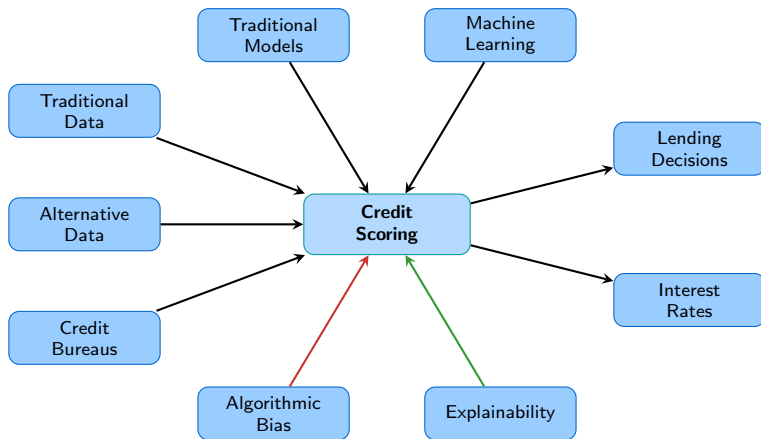 Traditional
Models
Machine
Learning
Traditional
Data
Lending
Decisions
Alternative
Data
Credit
Scoring
Credit
Bureaus
Interest
Rates
Algorithmic
Bias
Explainability